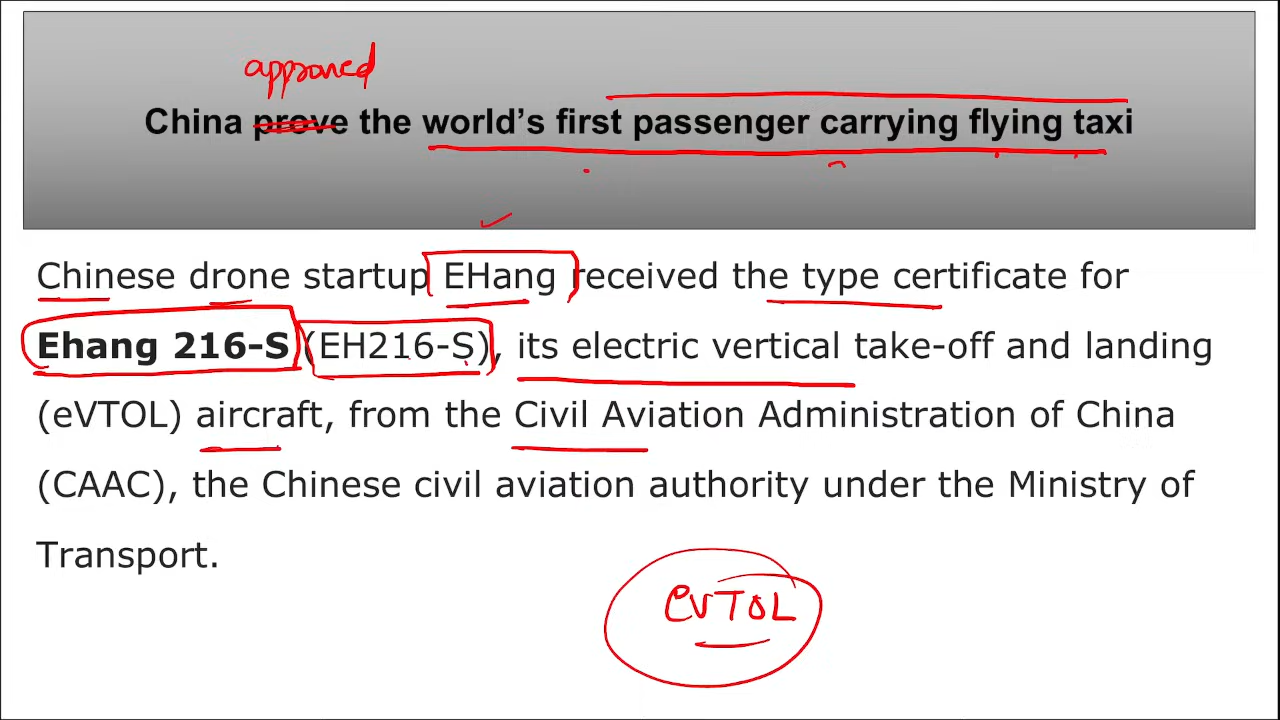 approved
China prove the world's first passenger carrying flying taxi
Chinese drone startup EHang received the type certificate for
Ehang 216-S (EH216-S), its electric vertical take-off and landing
(eVTOL) aircraft, from the Civil Aviation Administration of China
(CAAC), the Chinese civil aviation authority under the Ministry of
Transport.
eVTOL